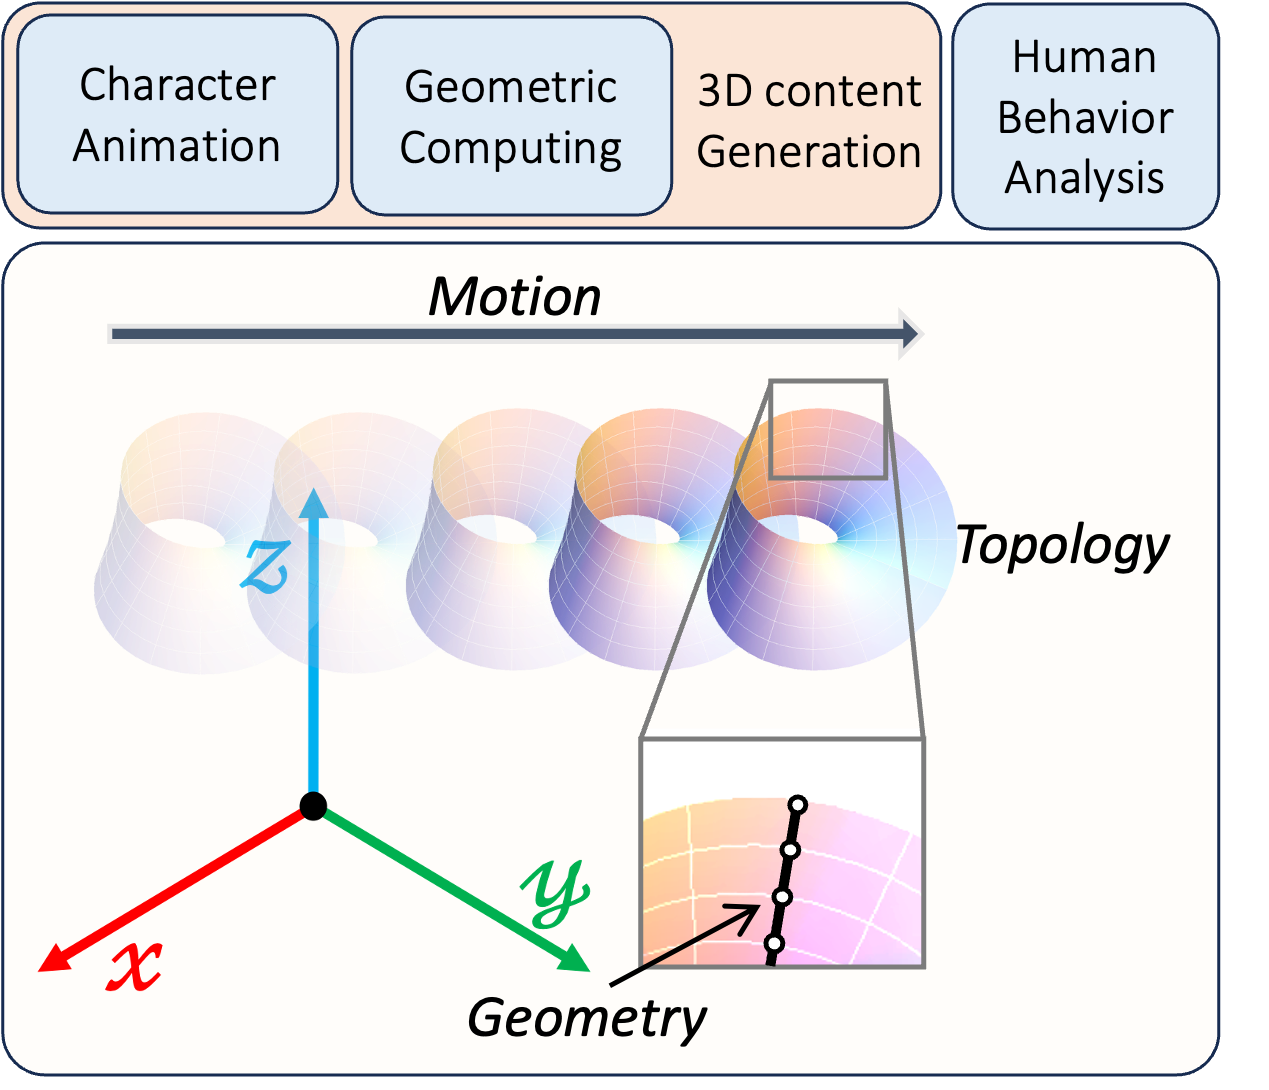 Character
Animation
Geometric
Computing
3D content
Generation
Human
Behavior
Analysis
Motion
Topology
z
y
x
Geometry